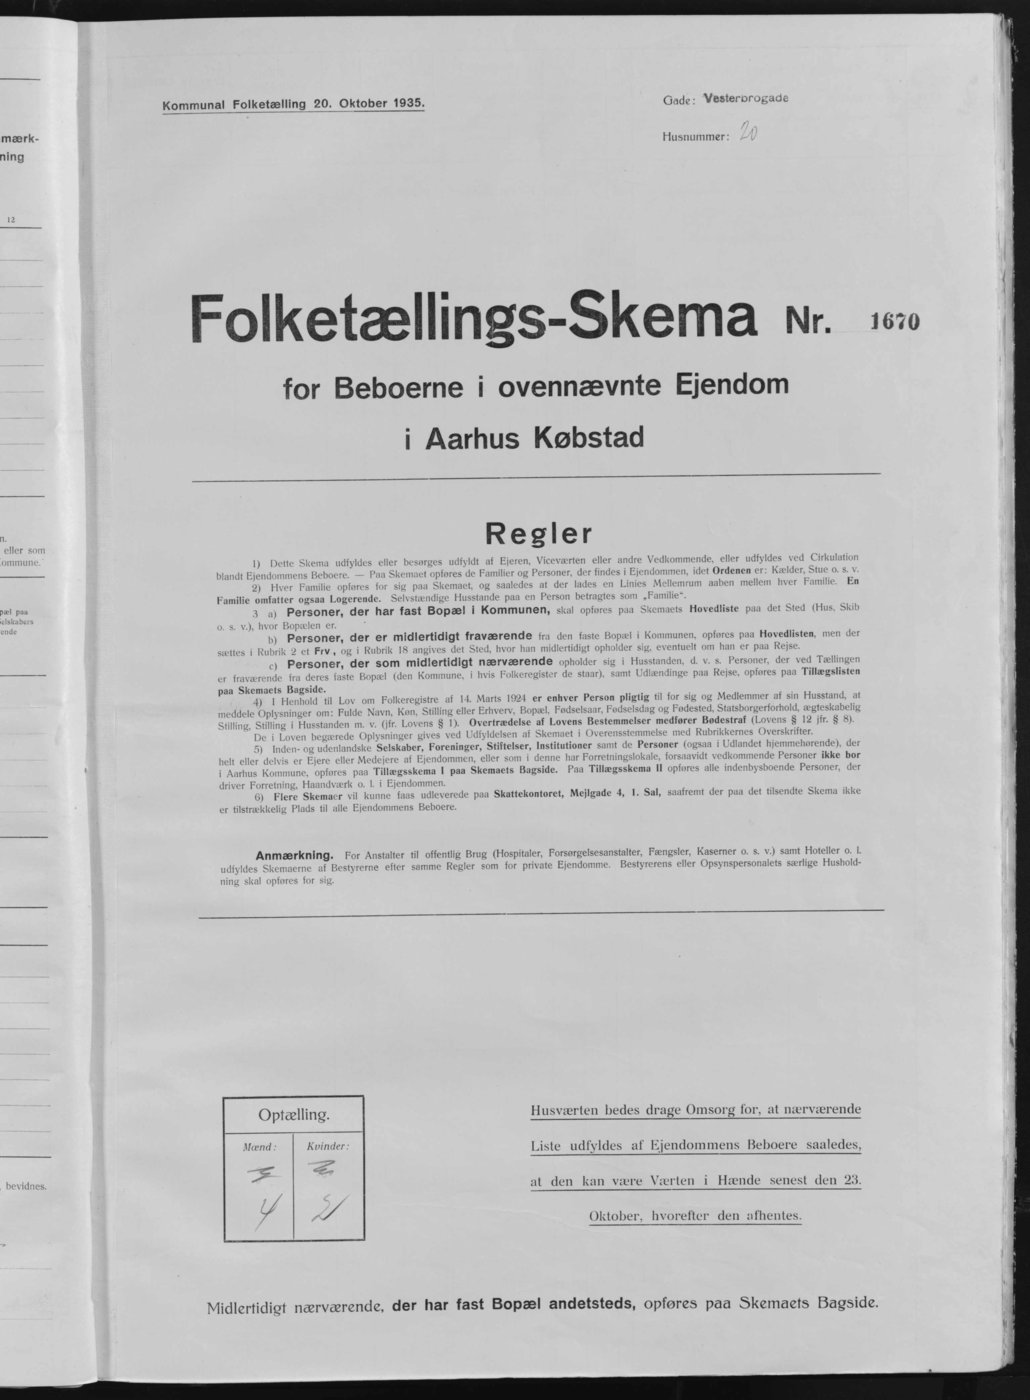 mærk-
ning
12
n.
eller som
ommune.
pæl paa
elskabers
ende
bevidnes.
Kommunal Folketælling 20. Oktober 1935.
Gade: Vesterbrogade
Husnummer: 20
Folketællings-Skema Nr. 1670
for Beboerne i ovennævnte Ejendom
i Aarhus Købstad
Regler
1) Dette Skema udfyldes eller besørges udfyldt af Ejeren, Viceværten eller andre Vedkommende, eller udfyldes ved Cirkulation
blandt Ejendommens Beboere. — Paa Skemaet opføres de Familier og Personer, der findes i Ejendommen, idet Ordenen er: Kælder, Stue o. s. v.
2) Hver Familie opføres for sig paa Skemaet, og saaledes at der lades en Linies Mellemrum aaben mellem hver Familie. En
Familie omfatter ogsaa Logerende. Selvstændige Husstande paa en Person betragtes som „Familie“.
3 a) Personer, der har fast Bopæl i Kommunen, skal opføres paa Skemaets Hovedliste paa det Sted (Hus, Skib
o. s. v.), hvor Bopælen er.
b) Personer, der er midlertidigt fraværende fra den faste Bopæl i Kommunen, opføres paa Hovedlisten, men der
sættes i Rubrik 2 et Frv., og i Rubrik 18 angives det Sted, hvor han midlertidigt opholder sig, eventuelt om han er paa Rejse.
c) Personer, der som midlertidigt nærværende opholder sig i Husstanden, d. v. s. Personer, der ved Tællingen
er fraværende fra deres faste Bopæl (den Kommune, i hvis Folkeregister de staar), samt Udlændinge paa Rejse, opføres paa Tillægslisten
paa Skemaets Bagside.
4) I Henhold til Lov om Folkeregistre af 14. Marts 1924 er enhver Person pligtig til for sig og Medlemmer af sin Husstand, at
meddele Oplysninger om: Fulde Navn, Køn, Stilling eller Erhverv, Bopæl, Fødselsaar, Fødselsdag og Fødested, Statsborgerforhold, ægteskabelig
Stilling, Stilling i Husstanden m. v. (jfr. Lovens § 1). Overtrædelse af Lovens Bestemmelser medfører Bødestraf (Lovens § 12 jfr. § 8).
De i Loven begærede Oplysninger gives ved Udfyldelsen af Skemaet i Overensstemmelse med Rubrikkernes Overskrifter.
5) Inden- og udenlandske Selskaber, Foreninger, Stiftelser, Institutioner samt de Personer (ogsaa i Udlandet hjemmehørende), der
helt eller delvis er Ejere eller Medejere af Ejendommen, eller som i denne har Forretningslokale, forsaavidt vedkommende Personer ikke bor
i Aarhus Kommune, opføres paa Tillægsskema I paa Skemaets Bagside. Paa Tillægsskema II opføres alle indenbysboende Personer, der
driver Forretning, Haandværk o. l. i Ejendommen.
6) Flere Skemaer vil kunne faas udleverede paa Skattekontoret, Mejlgade 4, 1. Sal, saafremt der paa det tilsendte Skema ikke
er tilstrækkelig Plads til alle Ejendommens Beboere.
Anmærkning. For Anstalter til offentlig Brug (Hospitaler, Forsørgelsesanstalter, Fængsler, Kaserner o. s. v.) samt Hoteller o. l.
udfyldes Skemaerne af Bestyrerne efter samme Regler som for private Ejendomme. Bestyrerens eller Opsynspersonalets særlige Hushold-
ning skal opføres for sig.
Optælling.
Mænd: Kvinder:
4 2
Husværten bedes drage Omsorg for, at nærværende
Liste udfyldes af Ejendommens Beboere saaledes,
at den kan være Værten i Hænde senest den 23.
Oktober, hvorefter den afhentes.
Midlertidigt nærværende, der har fast Bopæl andetsteds, opføres paa Skemaets Bagside.